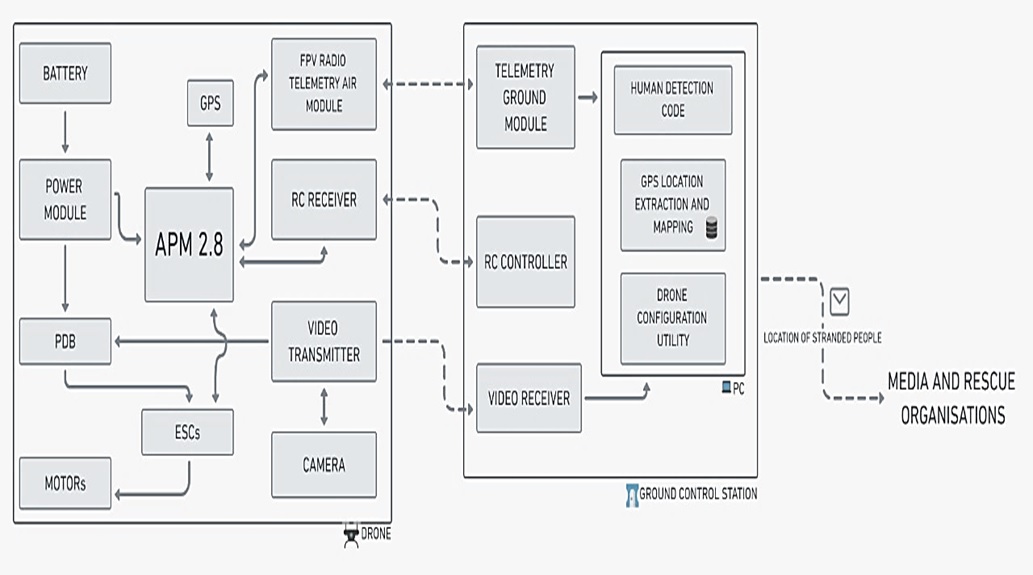 BATTERY
POWER
MODULE
PDB
MOTORs
GPS
APM 2.8
ESCs
FPV RADIO
TELEMETRY AIR
MODULE
RC RECEIVER
VIDEO
TRANSMITTER
CAMERA
DRONE
TELEMETRY
GROUND
MODULE
RC CONTROLLER
VIDEO RECEIVER
HUMAN DETECTION
CODE
GPS LOCATION
EXTRACTION AND
MAPPING
DRONE
CONFIGURATION
UTILITY
PC
GROUND CONTROL STATION
LOCATION OF STRANDED PEOPLE
MEDIA AND RESCUE
ORGANISATIONS